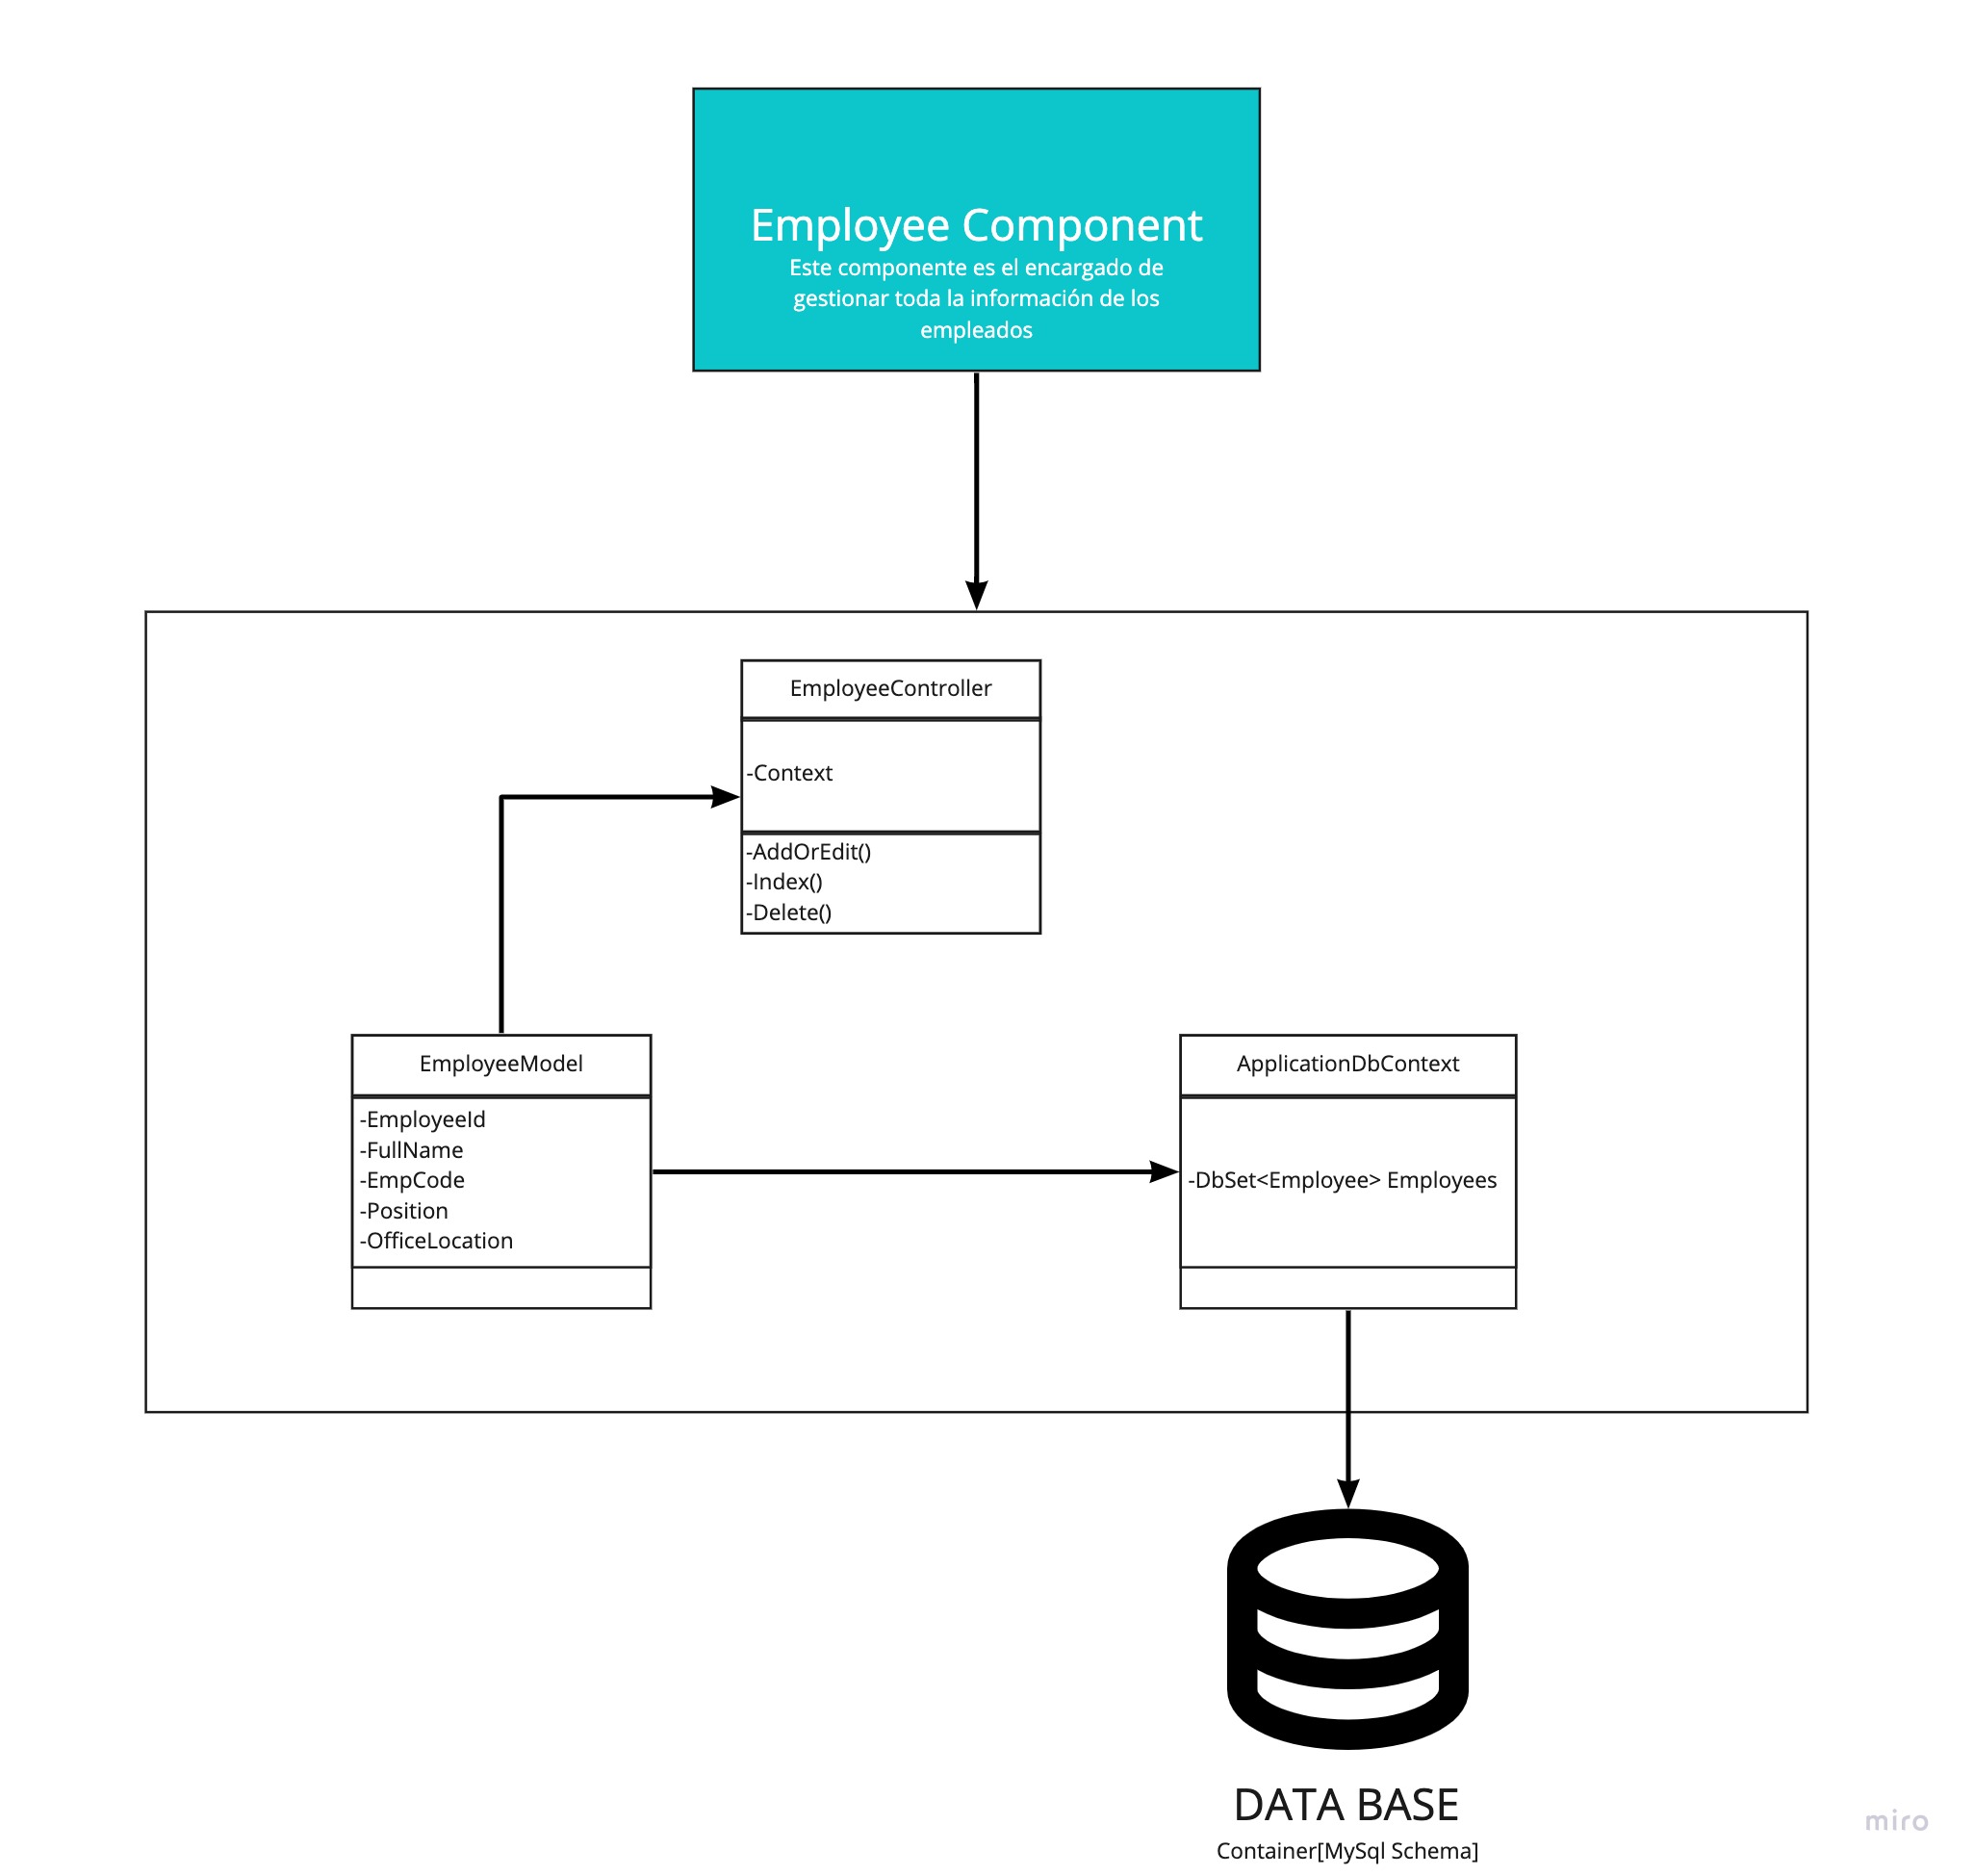 Employee Component
Este componente es el encargado de
gestionar toda la información de los
empleados
EmployeeController
-Context
-AddOrEdit()
-Index()
-Delete()
EmployeeModel
-EmployeeId
-FullName
-EmpCode
-Position
-OfficeLocation
ApplicationDbContext
-DbSet<Employee> Employees
DATA BASE
Container[MySql Schema]
miro